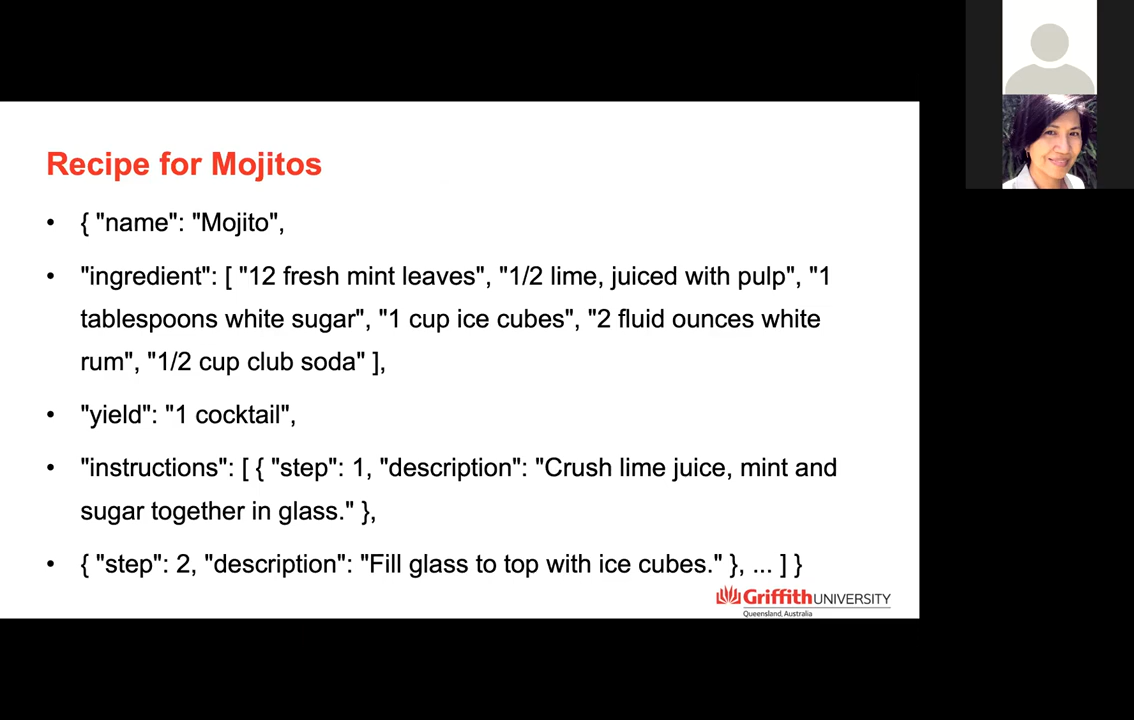 Recipe for Mojitos
• { "name": "Mojito",
• "ingredient": [ "12 fresh mint leaves", "1/2 lime, juiced with pulp", "1
tablespoons white sugar", "1 cup ice cubes", "2 fluid ounces white
rum", "1/2 cup club soda" ],
• "yield": "1 cocktail",
• "instructions": [ { "step": 1, "description": "Crush lime juice, mint and
sugar together in glass." },
• { "step": 2, "description": "Fill glass to top with ice cubes." }, ... ] }
Griffith UNIVERSITY
Queensland, Australia